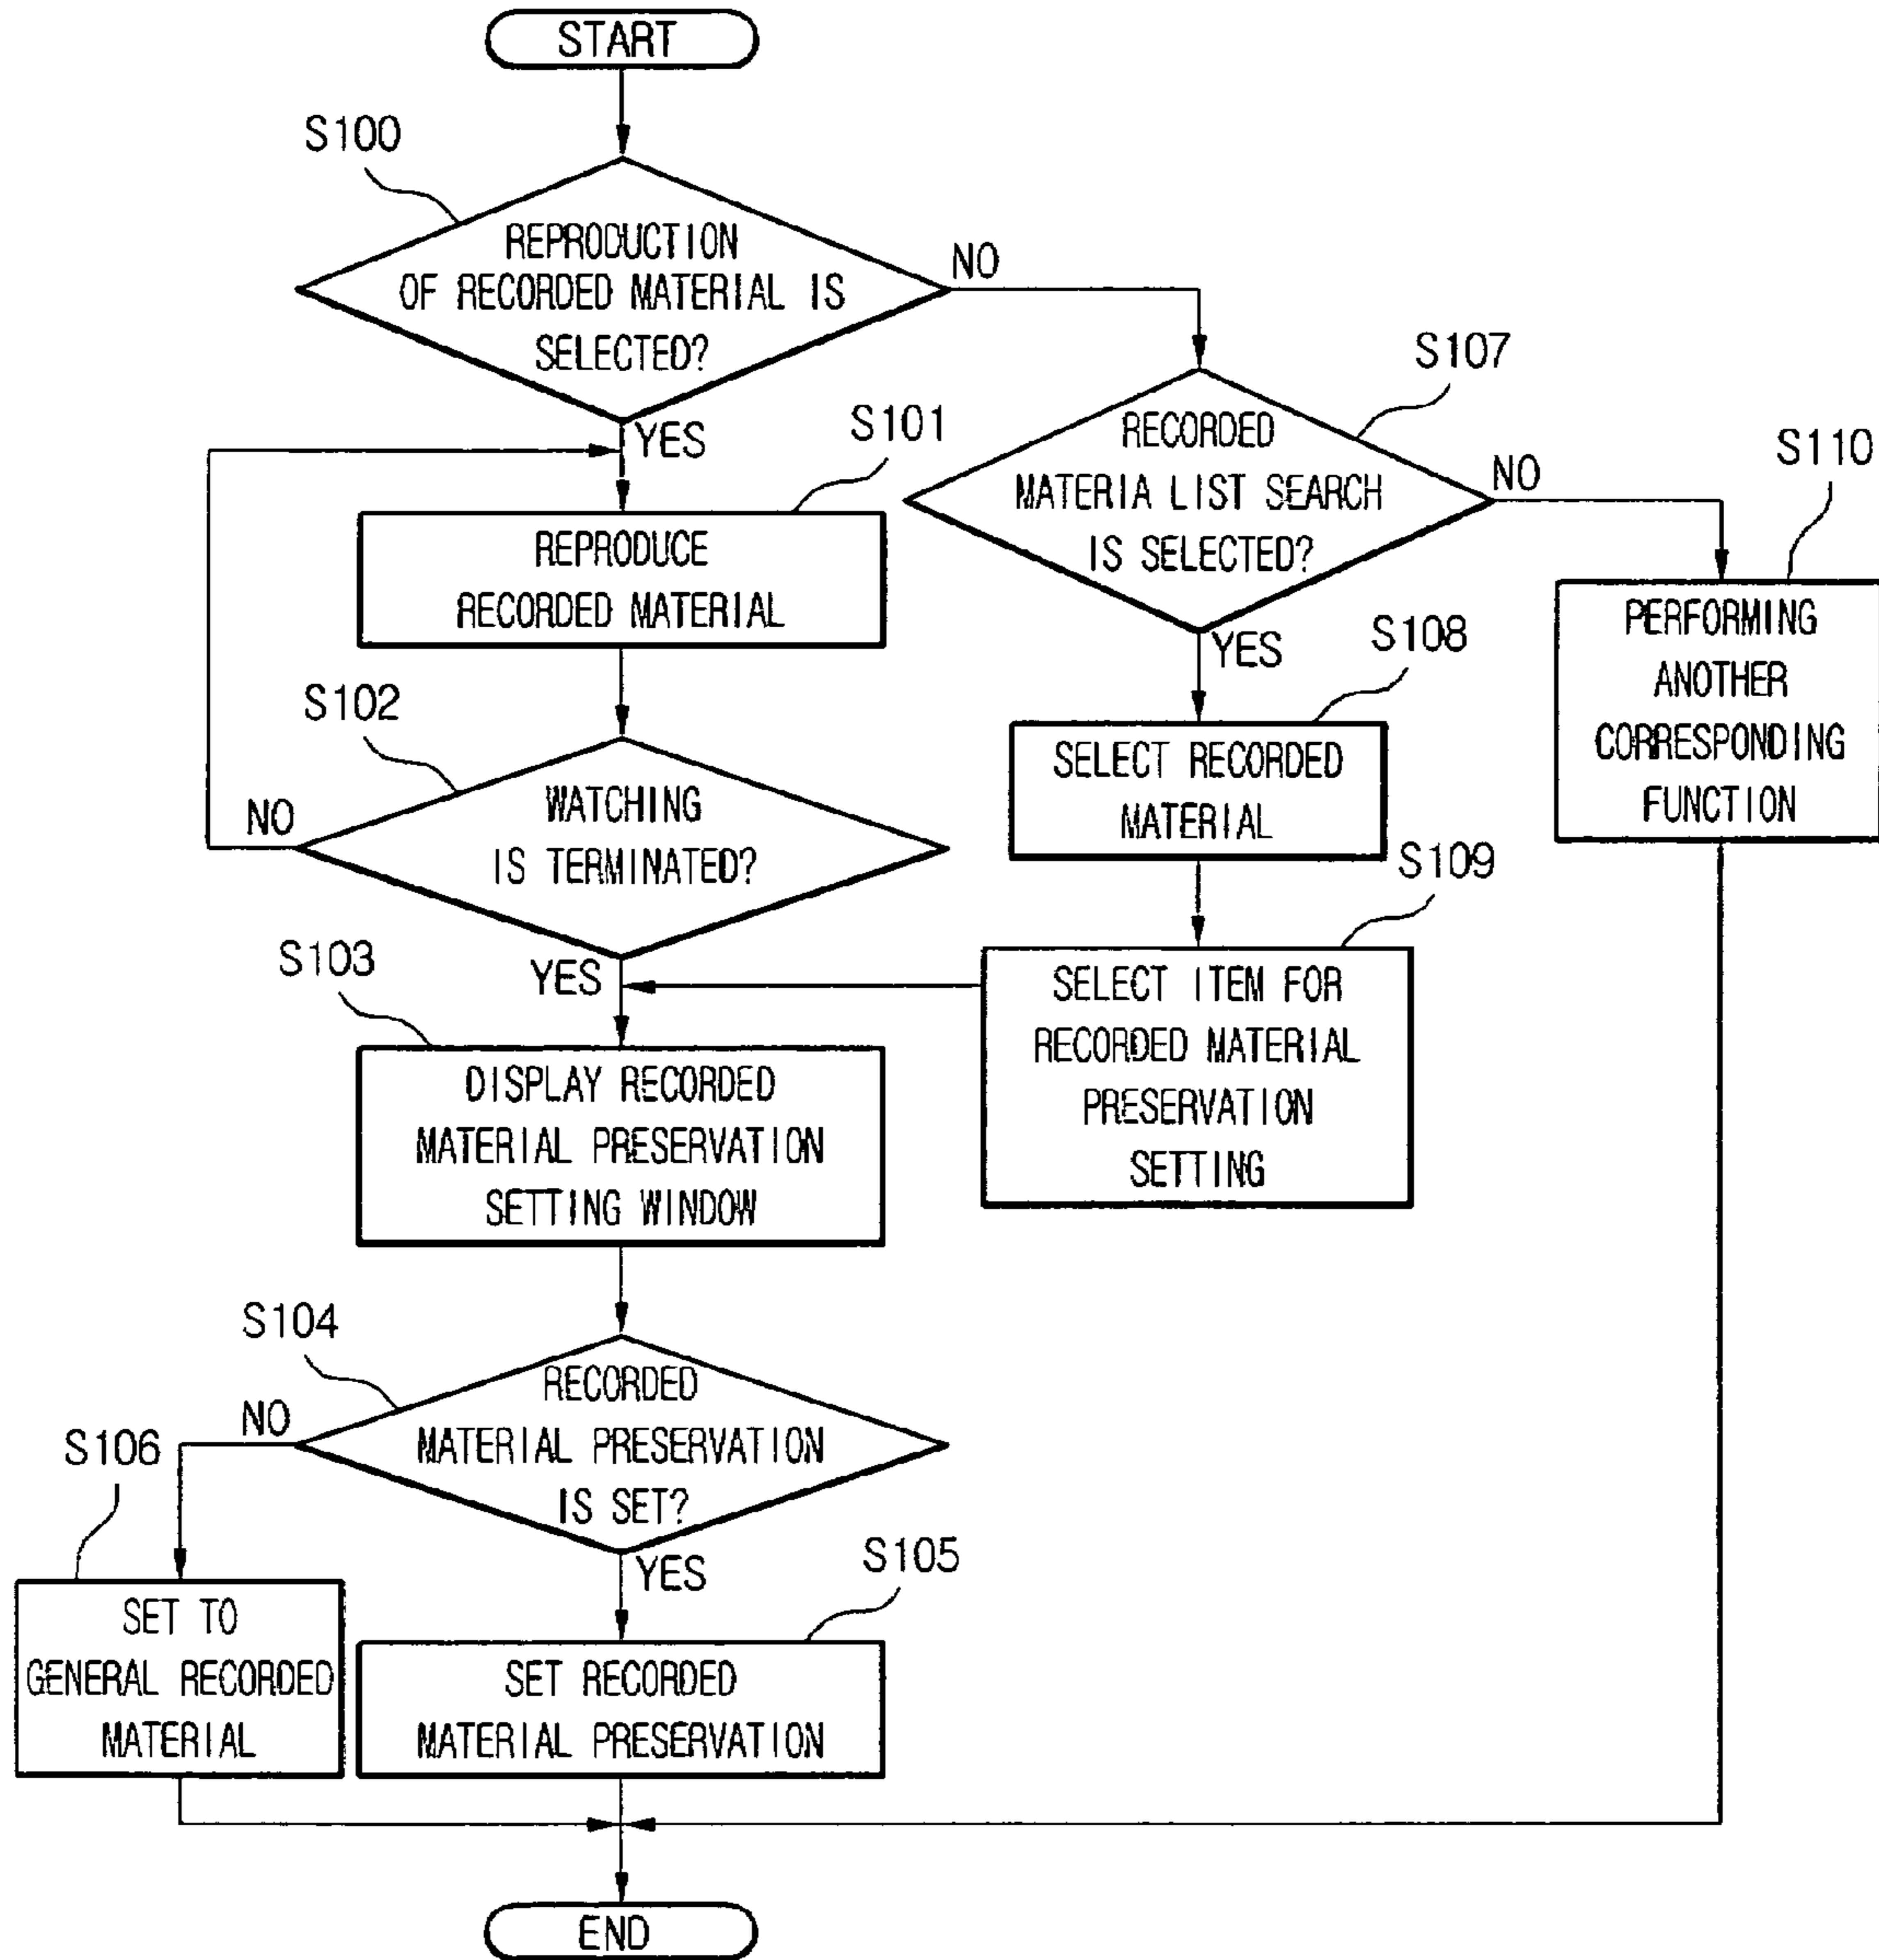 START
S100
REPRODUCTION
OF RECORDED MATERIAL IS
SELECTED?
NO
YES
S101
REPRODUCE
RECORDED MATERIAL
S102
WATCHING
IS TERMINATED?
NO
YES
S107
RECORDED
MATERIA LIST SEARCH
IS SELECTED?
NO
YES
S110
PERFORMING
ANOTHER
CORRESPONDING
FUNCTION
S108
SELECT RECORDED
MATERIAL
S109
SELECT ITEM FOR
RECORDED MATERIAL
PRESERVATION
SETTING
S103
DISPLAY RECORDED
MATERIAL PRESERVATION
SETTING WINDOW
S104
RECORDED
MATERIAL PRESERVATION
IS SET?
NO
YES
S106
SET TO
GENERAL RECORDED
MATERIAL
S105
SET RECORDED
MATERIAL PRESERVATION
END